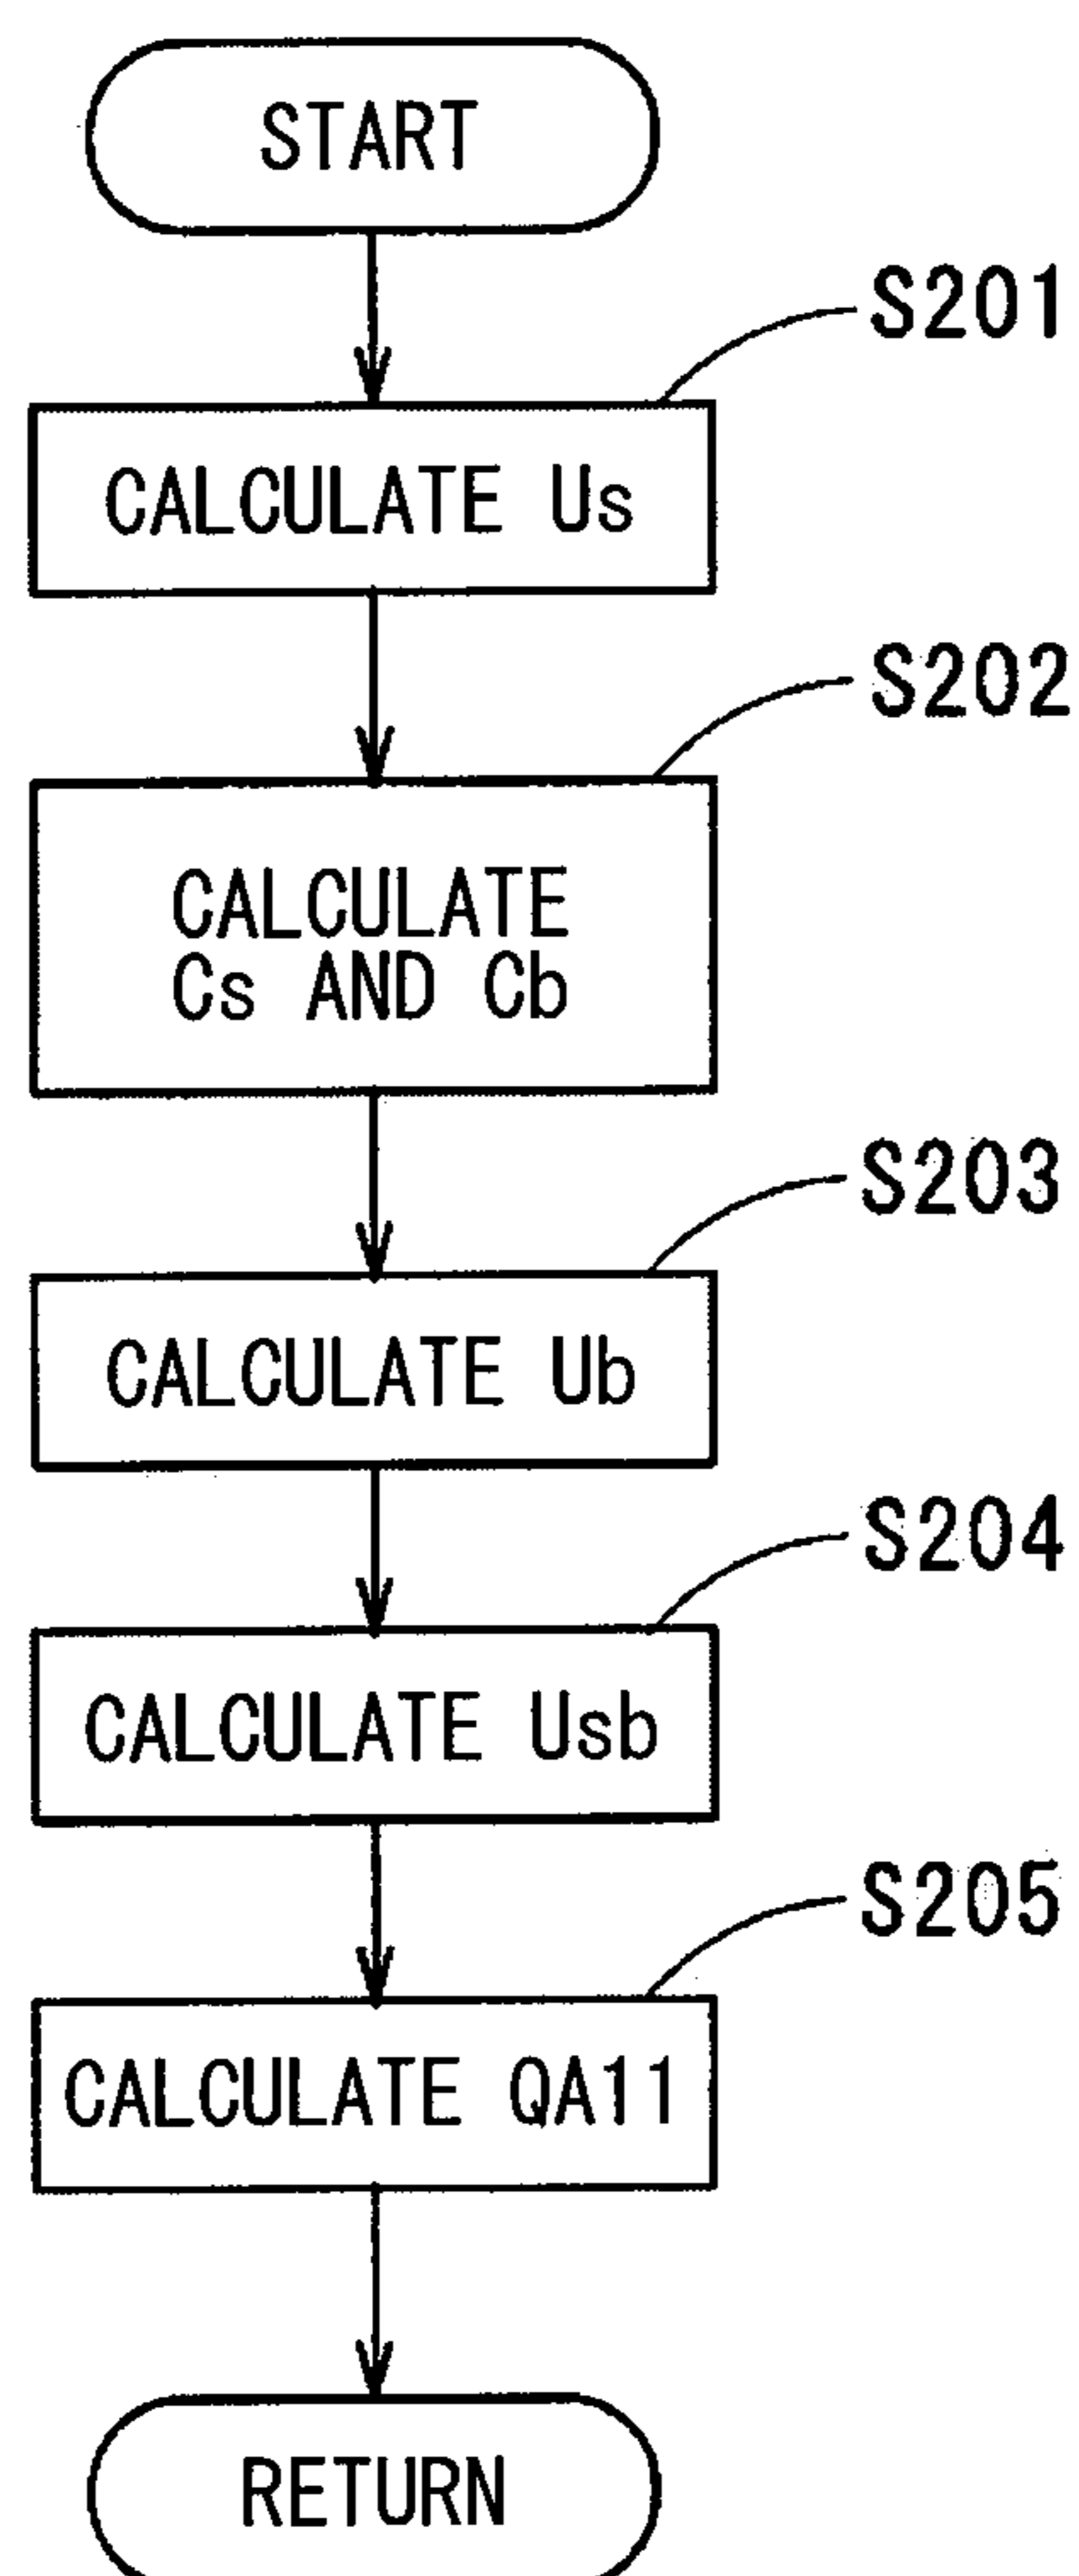 START
S201
CALCULATE Us
S202
CALCULATE
Cs AND Cb
S203
CALCULATE Ub
S204
CALCULATE Usb
S205
CALCULATE QA11
RETURN